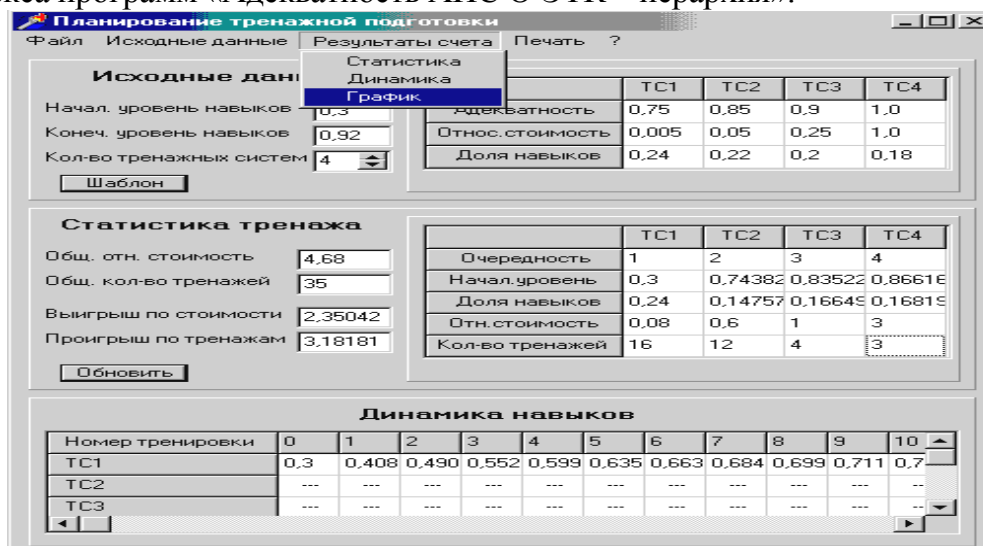 Планирование тренажной подготовки
Файл Исходные данные Результаты счета Печать ?
Статистика
Динамика
График
Исходные
Начал. уровень навыков 0,3
Конеч. уровень навыков 0,92
Кол-во тренажных систем 4
Шаблон
ТС1 ТС2 ТС3 ТС4
Адекватность 0,75 0,85 0,9 1,0
Относ.стоимость 0,005 0,05 0,25 1,0
Доля навыков 0,24 0,22 0,2 0,18
Статистика тренажа
Общ. отн. стоимость 4,68
Общ. кол-во тренажей 35
Выигрыш по стоимости 2,35042
Проигрыш по тренажам 3,18181
Обновить
ТС1 ТС2 ТС3 ТС4
Очередность 1 2 3 4
Начал.уровень 0,3 0,74382 0,83522 0,86616
Доля навыков 0,24 0,14757 0,16649 0,16819
Отн.стоимость 0,08 0,6 1 3
Кол-во тренажей 16 12 4 3
Динамика навыков
Номер тренировки 0 1 2 3 4 5 6 7 8 9 10
ТС1 0,3 0,408 0,490 0,552 0,599 0,635 0,663 0,684 0,699 0,711 0,7
ТС2 --- --- --- --- --- --- --- --- --- --- --
ТС3 --- --- --- --- --- --- --- --- --- --- --